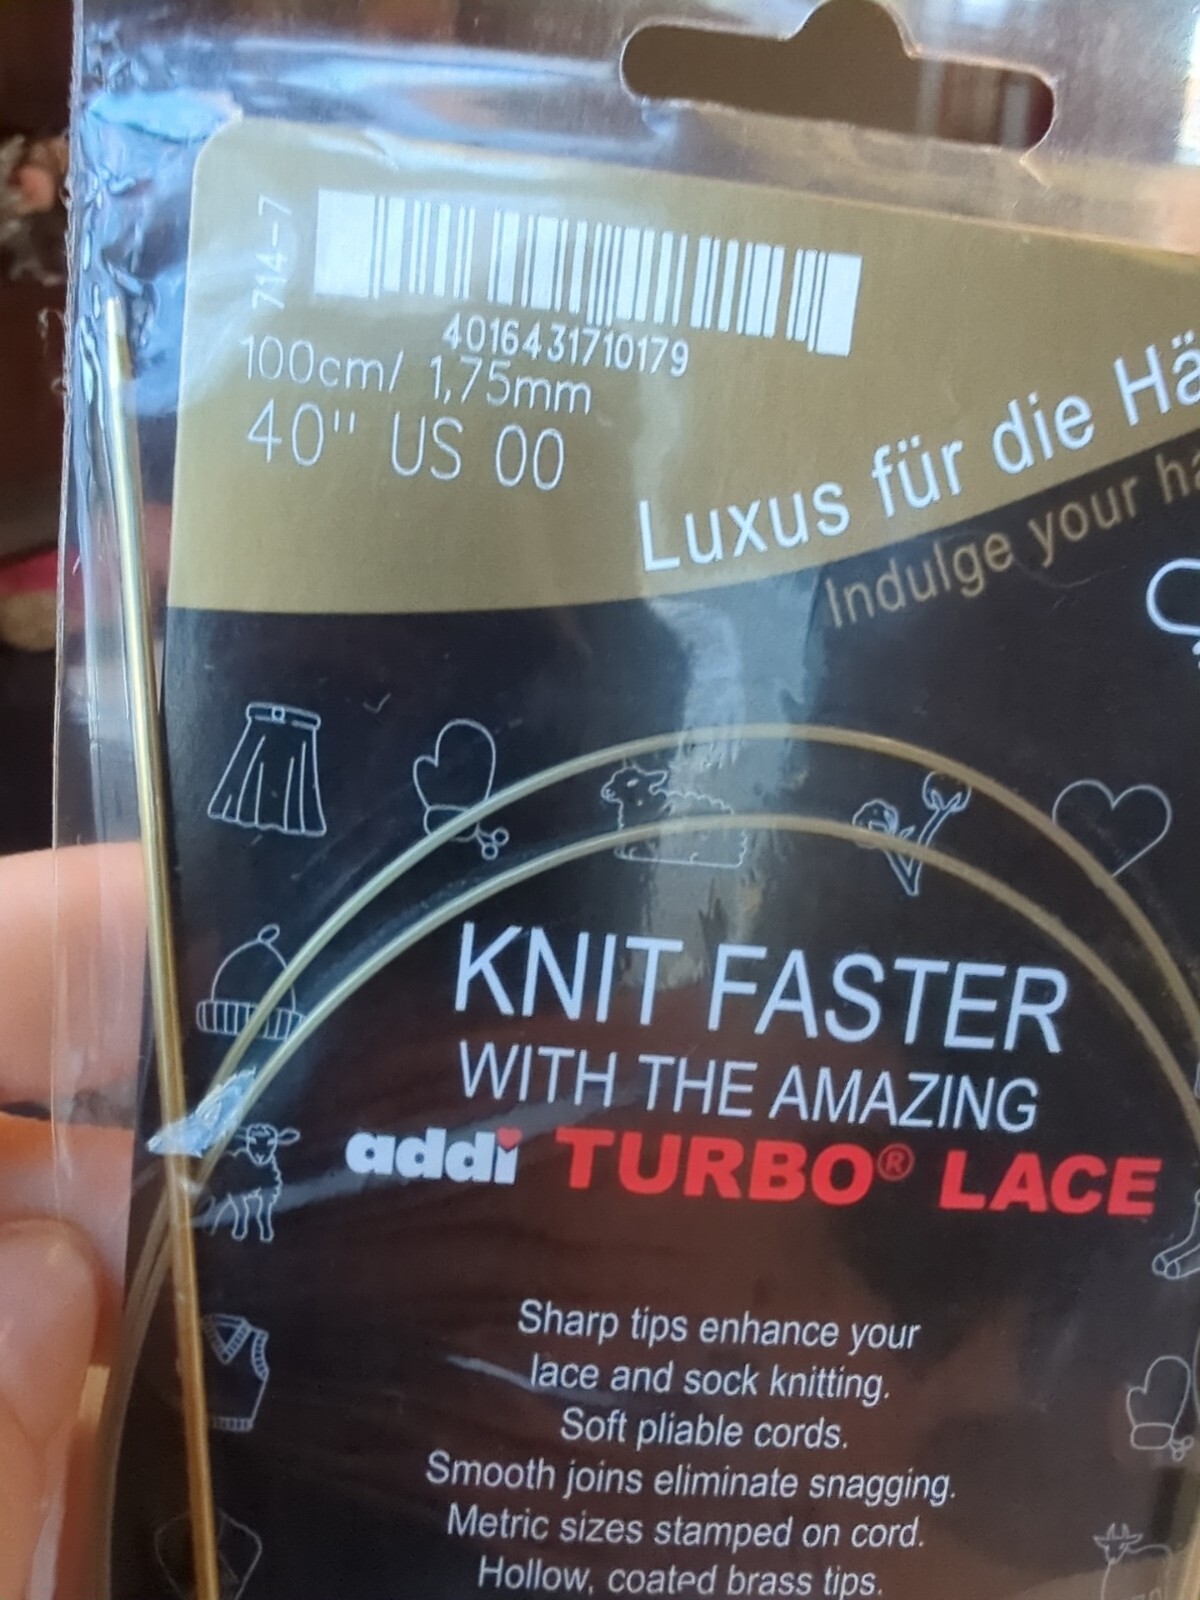 714-7
4016431710179
100cm/ 1,75mm
40" US 00
Luxus für die
Indulge your
KNIT FASTER
WITH THE AMAZING
addi TURBO® LACE
Sharp tips enhance your
lace and sock knitting.
Soft pliable cords.
Smooth joins eliminate snagging.
Metric sizes stamped on cord.
Hollow, coated brass tips.